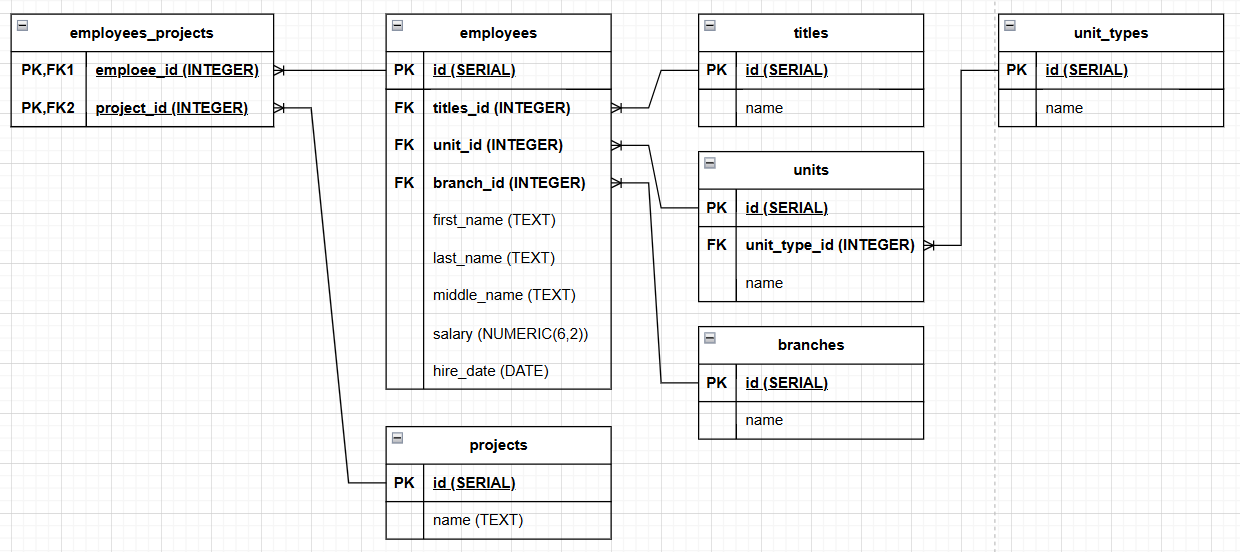 employees_projects
PK,FK1 emploee_id (INTEGER)
PK,FK2 project_id (INTEGER)
employees
PK id (SERIAL)
FK titles_id (INTEGER)
FK unit_id (INTEGER)
FK branch_id (INTEGER)
first_name (TEXT)
last_name (TEXT)
middle_name (TEXT)
salary (NUMERIC(6,2))
hire_date (DATE)
projects
PK id (SERIAL)
name (TEXT)
titles
PK id (SERIAL)
name
units
PK id (SERIAL)
FK unit_type_id (INTEGER)
name
branches
PK id (SERIAL)
name
unit_types
PK id (SERIAL)
name